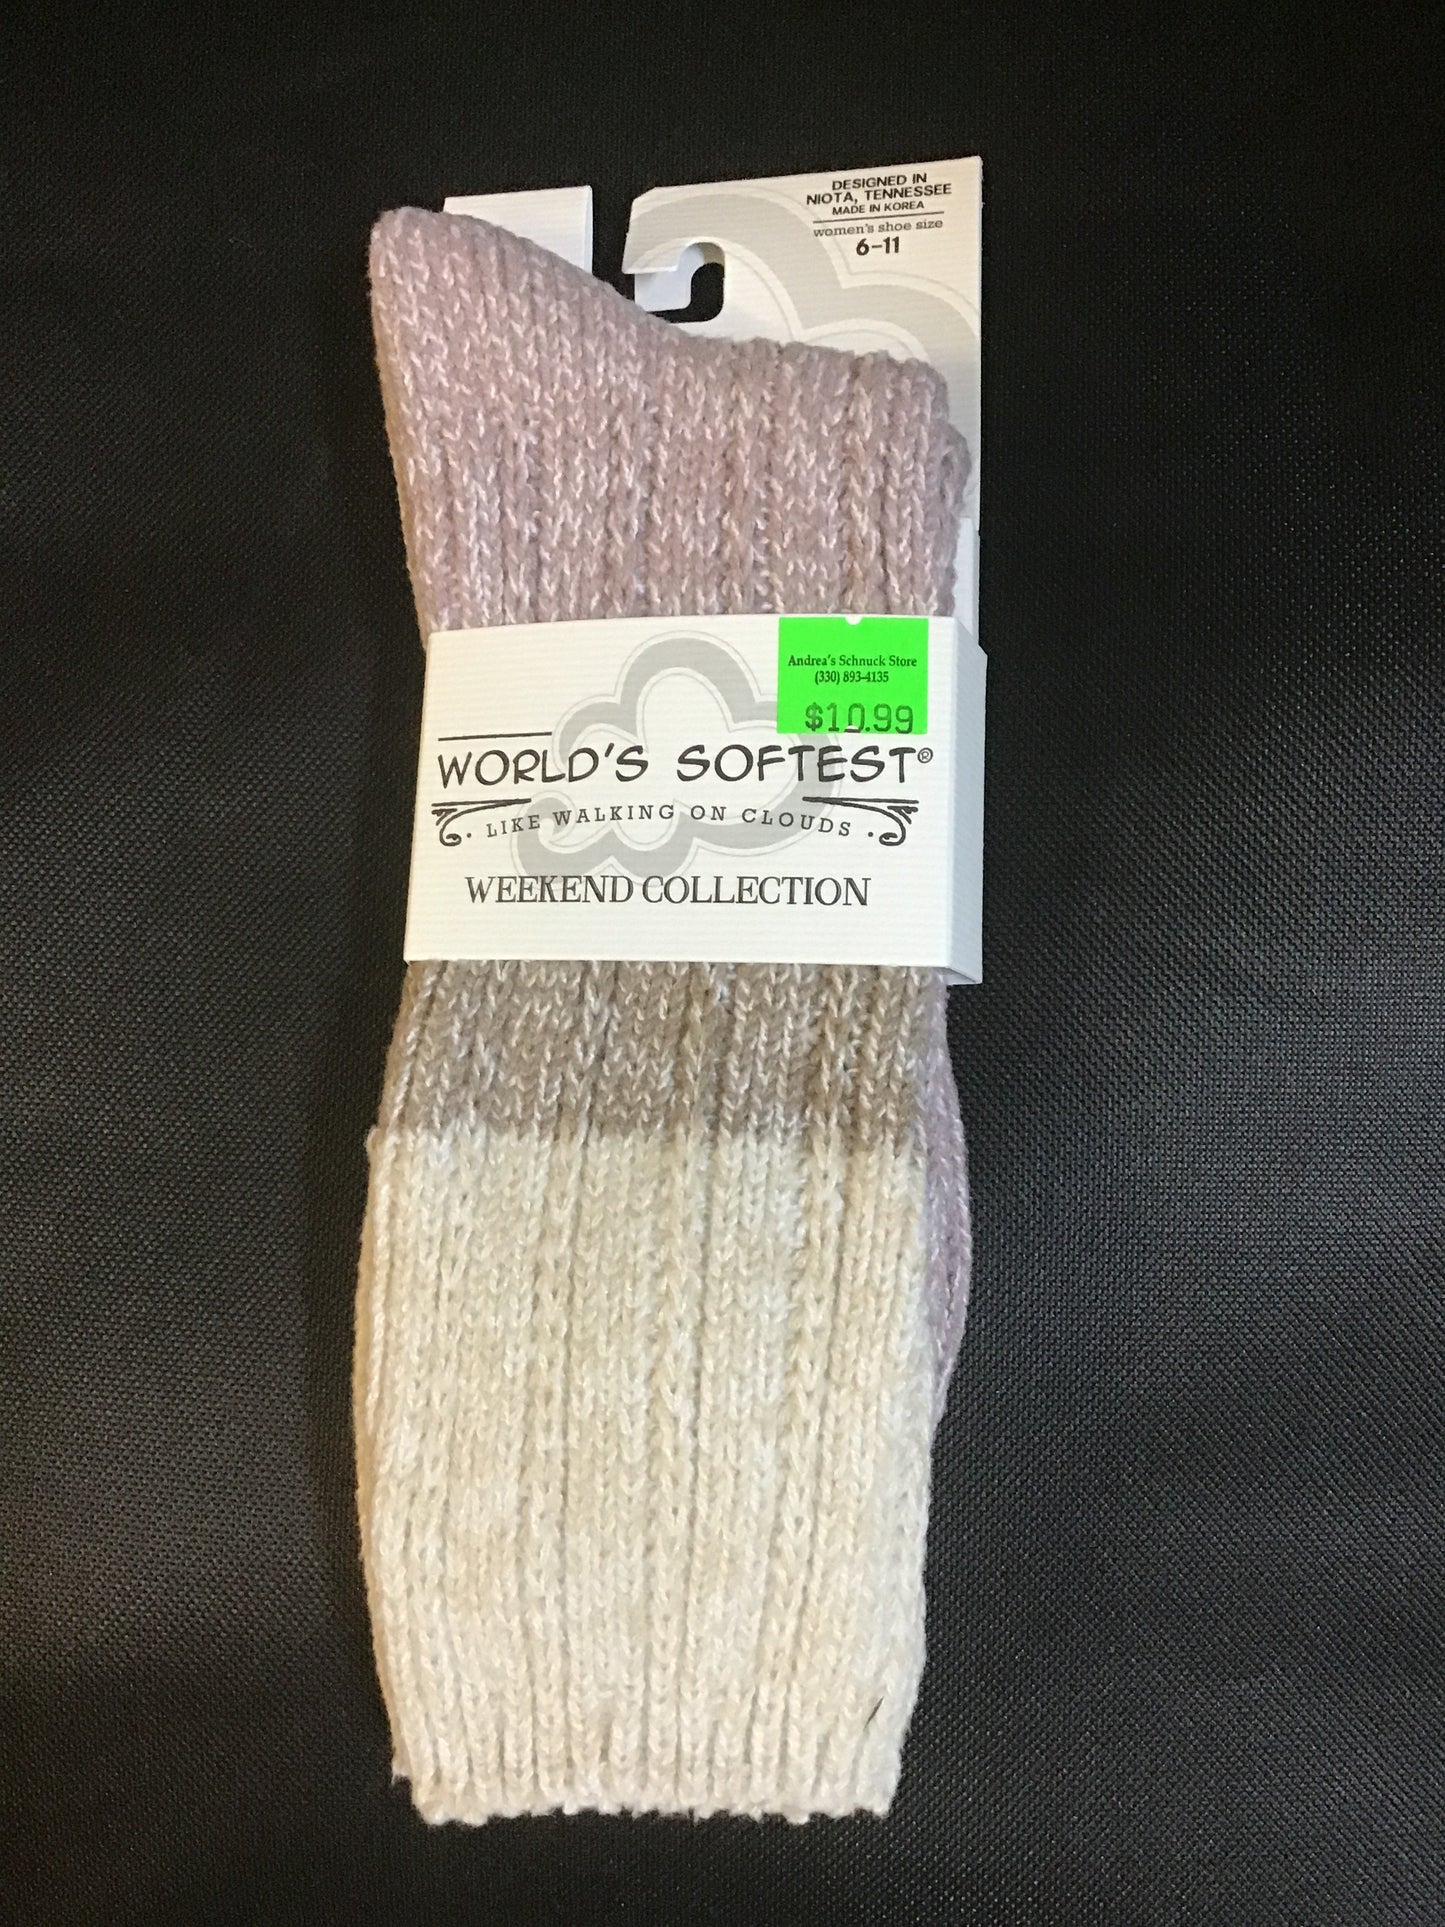 DESIGNED IN
NIOTA, TENNESSEE
MADE IN KOREA
women's shoe size
6-11
Andrea's Schnuck Store
(330) 893-4135
$10.99
WORLD'S SOFTEST®
· LIKE WALKING ON CLOUDS ·
WEEKEND COLLECTION